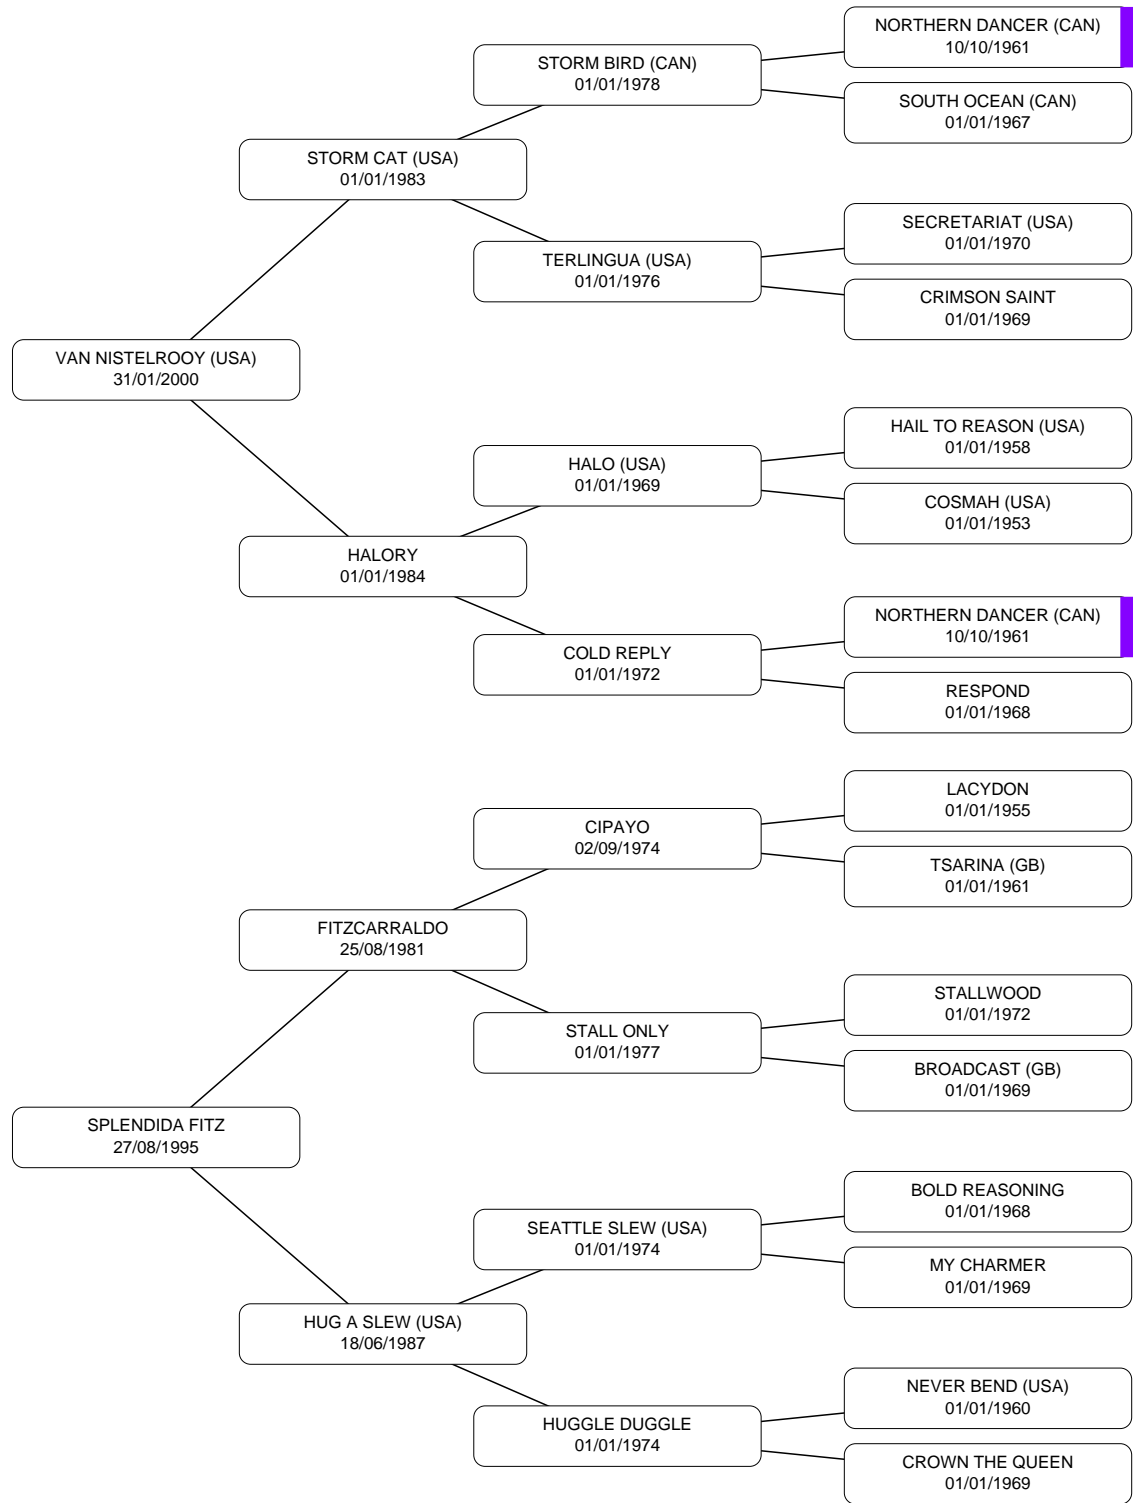 NORTHERN DANCER (CAN)
10/10/1961
STORM BIRD (CAN)
01/01/1978
SOUTH OCEAN (CAN)
01/01/1967
STORM CAT (USA)
01/01/1983
SECRETARIAT (USA)
01/01/1970
TERLINGUA (USA)
01/01/1976
CRIMSON SAINT
01/01/1969
VAN NISTELROOY (USA)
31/01/2000
HAIL TO REASON (USA)
01/01/1958
HALO (USA)
01/01/1969
COSMAH (USA)
01/01/1953
HALORY
01/01/1984
NORTHERN DANCER (CAN)
10/10/1961
COLD REPLY
01/01/1972
RESPOND
01/01/1968
LACYDON
01/01/1955
CIPAYO
02/09/1974
TSARINA (GB)
01/01/1961
FITZCARRALDO
25/08/1981
STALLWOOD
01/01/1972
STALL ONLY
01/01/1977
BROADCAST (GB)
01/01/1969
SPLENDIDA FITZ
27/08/1995
BOLD REASONING
01/01/1968
SEATTLE SLEW (USA)
01/01/1974
MY CHARMER
01/01/1969
HUG A SLEW (USA)
18/06/1987
NEVER BEND (USA)
01/01/1960
HUGGLE DUGGLE
01/01/1974
CROWN THE QUEEN
01/01/1969